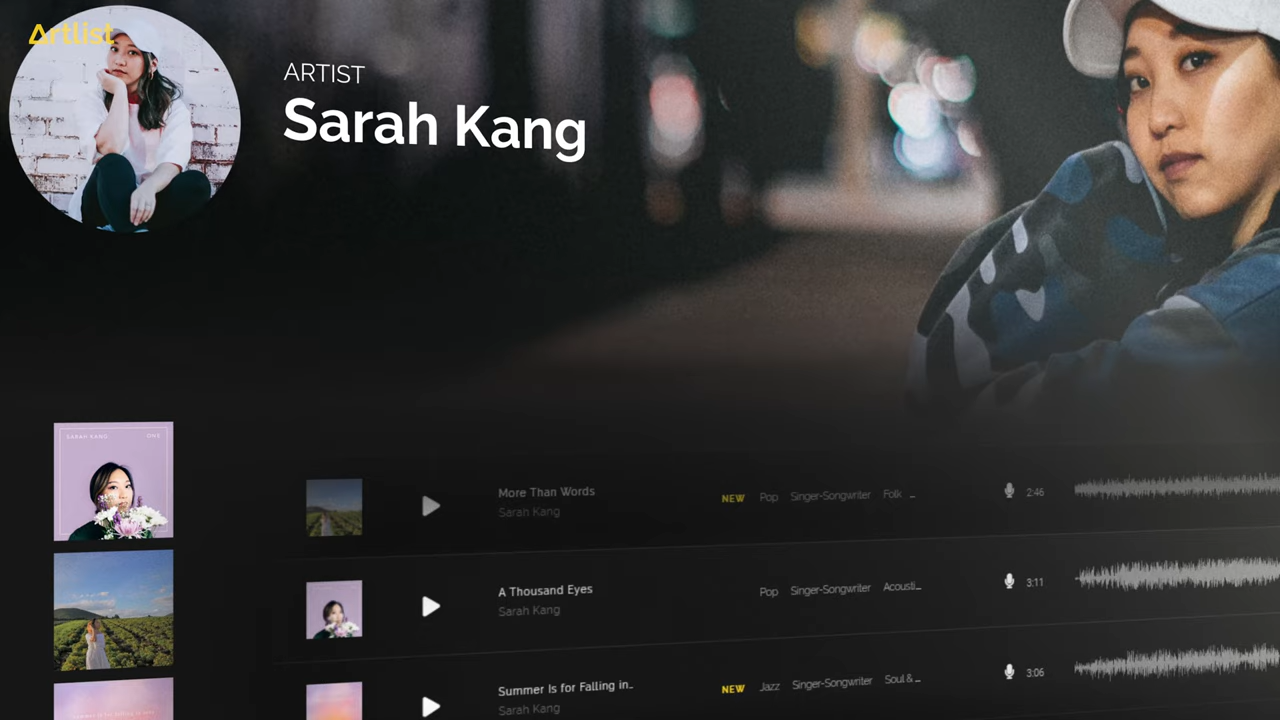 Artlist
ARTIST
Sarah Kang
SARAH KANG
ONE
More Than Words
Sarah Kang
NEW Pop Singer-Songwriter Folk ...
2:46
A Thousand Eyes
Sarah Kang
Pop Singer-Songwriter Acousti...
3:11
Summer Is for Falling in...
Sarah Kang
NEW Jazz Singer-Songwriter Soul & ...
3:06